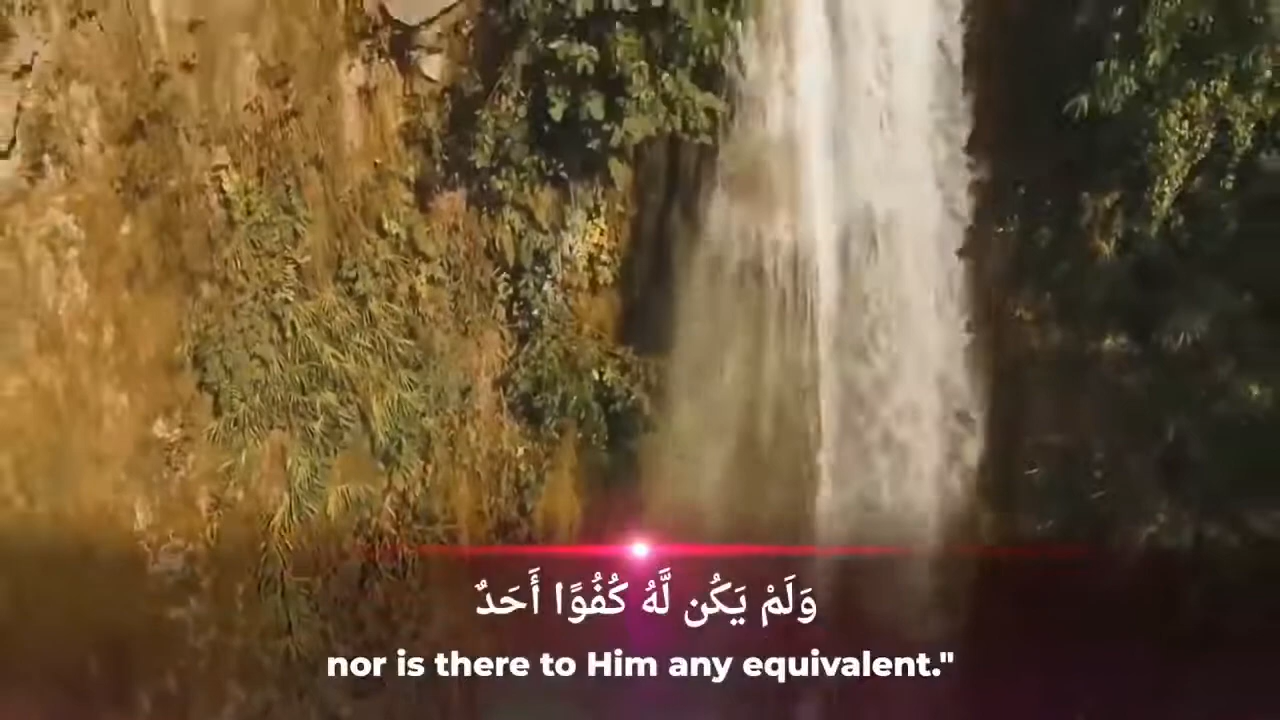 وَلَمْ يَكُن لَّهُ كُفُوًا أَحَدٌ
nor is there to Him any equivalent."